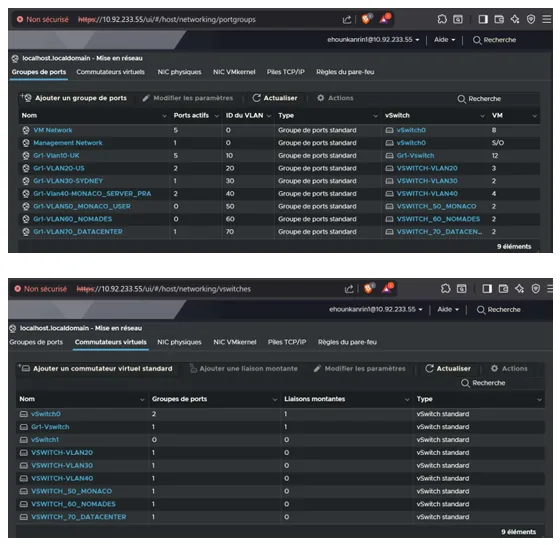 Non sécurisé https://10.92.233.55/ui/#/host/networking/portgroups
ehounkanrin1@10.92.233.55 Aide Recherche
localhost.localdomain - Mise en réseau
Groupes de ports Commutateurs virtuels NIC physiques NIC VMkernel Piles TCP/IP Règles du pare-feu
Ajouter un groupe de ports Modifier les paramètres Actualiser Actions
Recherche
Nom Ports actifs ID du VLAN Type vSwitch VM
VM Network 5 0 Groupe de ports standard vSwitch0 8
Management Network 1 0 Groupe de ports standard vSwitch0 S/O
Gr1-Vlan10-UK 5 10 Groupe de ports standard Gr1-Vswitch 12
Gr1-VLAN20-US 2 20 Groupe de ports standard VSWITCH-VLAN20 3
Gr1-VLAN30-SYDNEY 1 30 Groupe de ports standard VSWITCH-VLAN30 2
Gr1-Vlan40-MONACO_SERVER_PRA 2 40 Groupe de ports standard VSWITCH-VLAN40 4
Gr1-VLAN50_MONACO_USER 0 50 Groupe de ports standard VSWITCH_50_MONACO 2
Gr1-VLAN60_NOMADES 0 60 Groupe de ports standard VSWITCH_60_NOMADES 2
Gr1-VLAN70_DATACENTER 1 70 Groupe de ports standard VSWITCH_70_DATACEN... 2
9 éléments
Non sécurisé https://10.92.233.55/ui/#/host/networking/vswitches
ehounkanrin1@10.92.233.55 Aide Recherche
localhost.localdomain - Mise en réseau
Groupes de ports Commutateurs virtuels NIC physiques NIC VMkernel Piles TCP/IP Règles du pare-feu
Ajouter un commutateur virtuel standard Ajouter une liaison montante Modifier les paramètres Actualiser Actions
Recherche
Nom Groupes de ports Liaisons montantes Type
vSwitch0 2 1 vSwitch standard
Gr1-Vswitch 1 1 vSwitch standard
vSwitch1 0 0 vSwitch standard
VSWITCH-VLAN20 1 0 vSwitch standard
VSWITCH-VLAN30 1 0 vSwitch standard
VSWITCH-VLAN40 1 0 vSwitch standard
VSWITCH_50_MONACO 1 0 vSwitch standard
VSWITCH_60_NOMADES 1 0 vSwitch standard
VSWITCH_70_DATACENTER 1 0 vSwitch standard
9 éléments